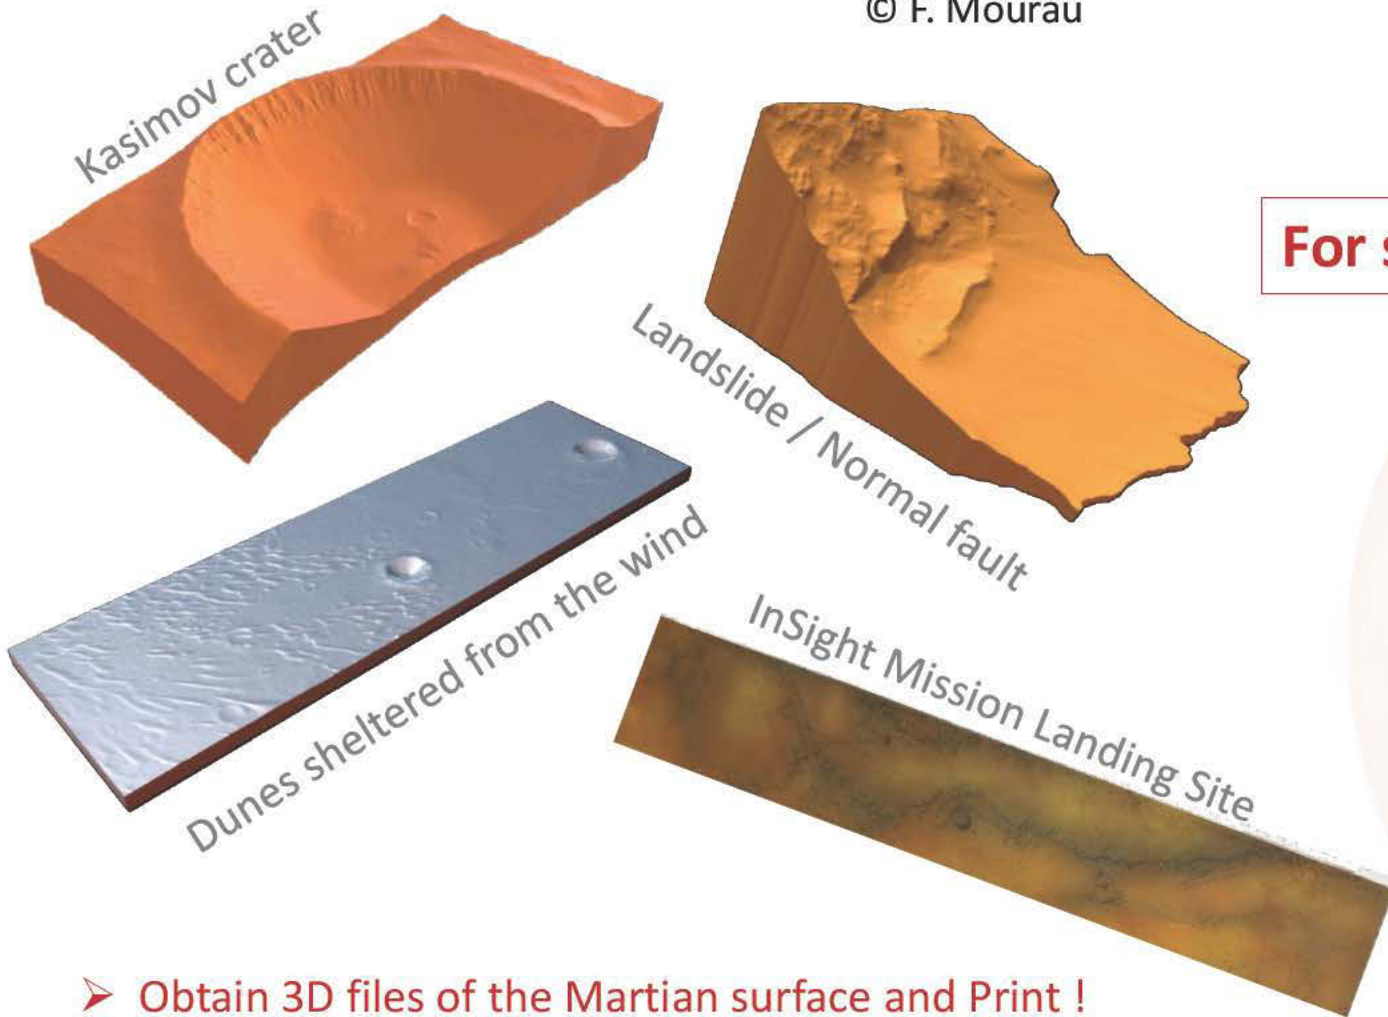 © F. Mourau
Kasimov crater
For s
Landslide / Normal fault
Dunes sheltered from the wind
InSight Mission Landing Site
➢ Obtain 3D files of the Martian surface and Print !